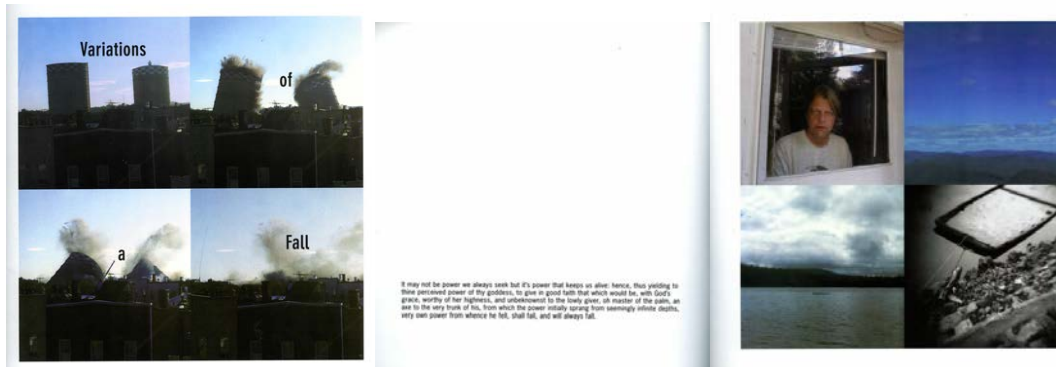 Variations
of
a
Fall
It may not be power we always seek but it's power that keeps us alive: hence, thus yielding to
thine perceived power of thy goddess, to give in good faith that which would be, with God's
grace, worthy of her highness, and unbeknownst to the lowly giver, oh master of the palm, an
axe to the very trunk of his, from which the power initially sprang from seemingly infinite depths,
very own power from whence he fell, shall fall, and will always fall.